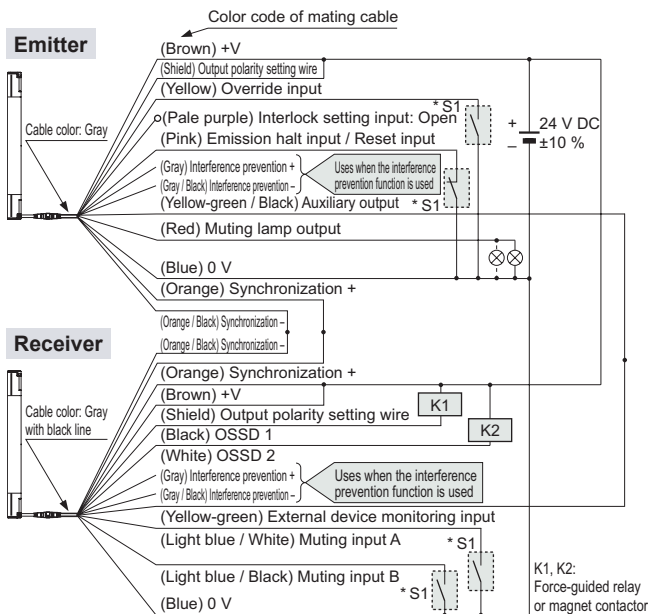 Color code of mating cable
Emitter
(Brown) +V
(Shield) Output polarity setting wire
(Yellow) Override input
* S1
(Pale purple) Interlock setting input: Open
+
–
24 V DC
±10 %
Cable color: Gray
(Pink) Emission halt input / Reset input
(Gray) Interference prevention +
(Gray / Black) Interference prevention –
Uses when the interference
prevention function is used
(Yellow-green / Black) Auxiliary output
* S1
(Red) Muting lamp output
(Blue) 0 V
(Orange) Synchronization +
(Orange / Black) Synchronization –
Receiver
(Orange / Black) Synchronization –
(Orange) Synchronization +
(Brown) +V
Cable color: Gray
with black line
(Shield) Output polarity setting wire
K1
(Black) OSSD 1
K2
(White) OSSD 2
(Gray) Interference prevention +
(Gray / Black) Interference prevention –
Uses when the interference
prevention function is used
(Yellow-green) External device monitoring input
(Light blue / White) Muting input A
* S1
(Light blue / Black) Muting input B
* S1
(Blue) 0 V
K1, K2:
Force-guided relay
or magnet contactor